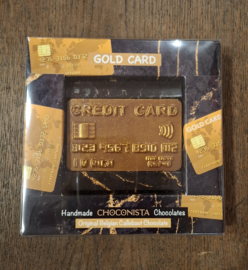 GOLD CARD
CREDIT CARD
0123 4567 8910 1112
GOLD CARD
Handmade CHOCONISTA Chocolates
Original Belgian Callebaut Chocolate